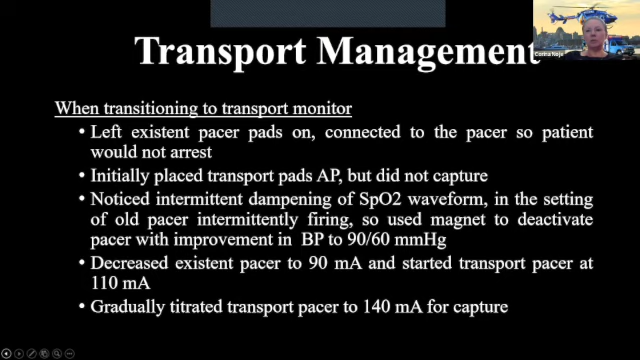 Transport Management
Corina Noje
When transitioning to transport monitor
• Left existent pacer pads on, connected to the pacer so patient
would not arrest
• Initially placed transport pads AP, but did not capture
• Noticed intermittent dampening of SpO2 waveform, in the setting
of old pacer intermittently firing, so used magnet to deactivate
pacer with improvement in BP to 90/60 mmHg
• Decreased existent pacer to 90 mA and started transport pacer at
110 mA
• Gradually titrated transport pacer to 140 mA for capture